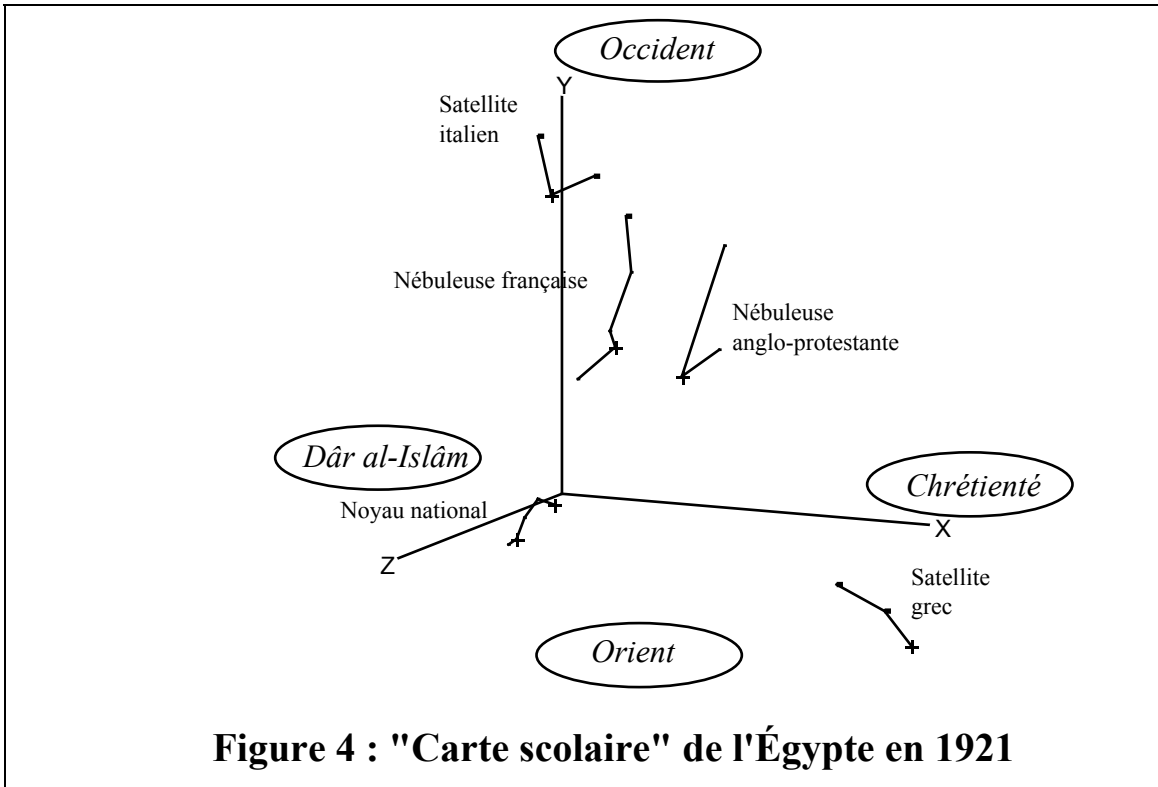 Occident
Y
Satellite
italien
Nébuleuse française
Nébuleuse
anglo-protestante
Dâr al-Islâm
Chrétienté
Noyau national
X
Z
Satellite
grec
Orient
Figure 4 : "Carte scolaire" de l'Égypte en 1921